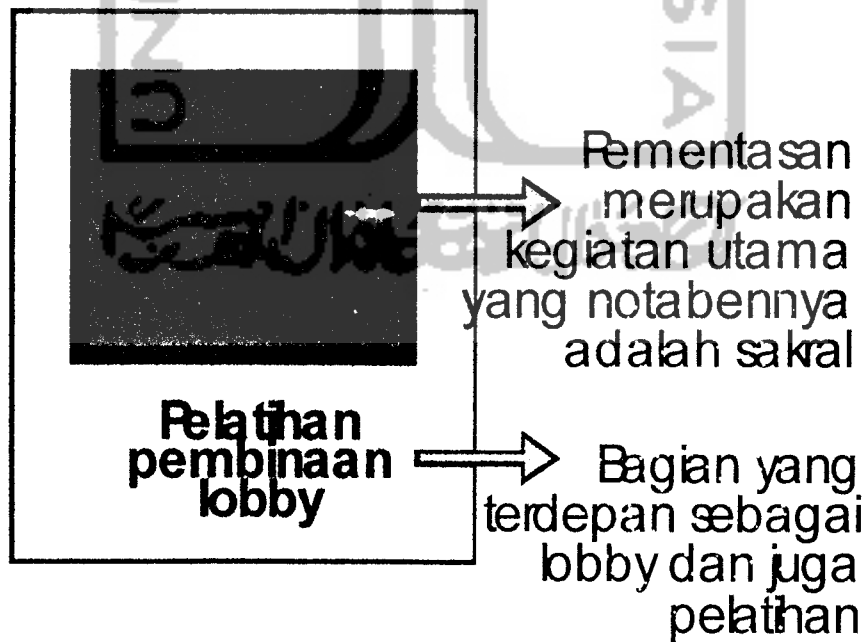 Pementasan
merupakan
kegiatan utama
yang notabennya
adalah sakral
Pelatihan
pembinaan
lobby
Bagian yang
terdepan sebagai
lobby dan juga
pelatihan